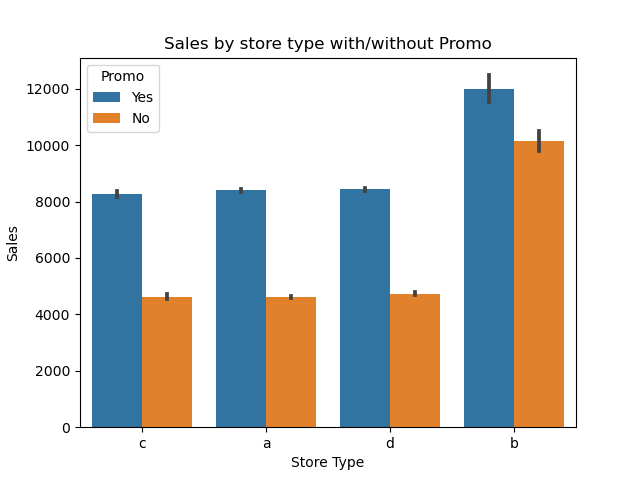 Sales by store type with/without Promo
Promo
Yes
No
Sales
12000
10000
8000
6000
4000
2000
0
c a d b
Store Type